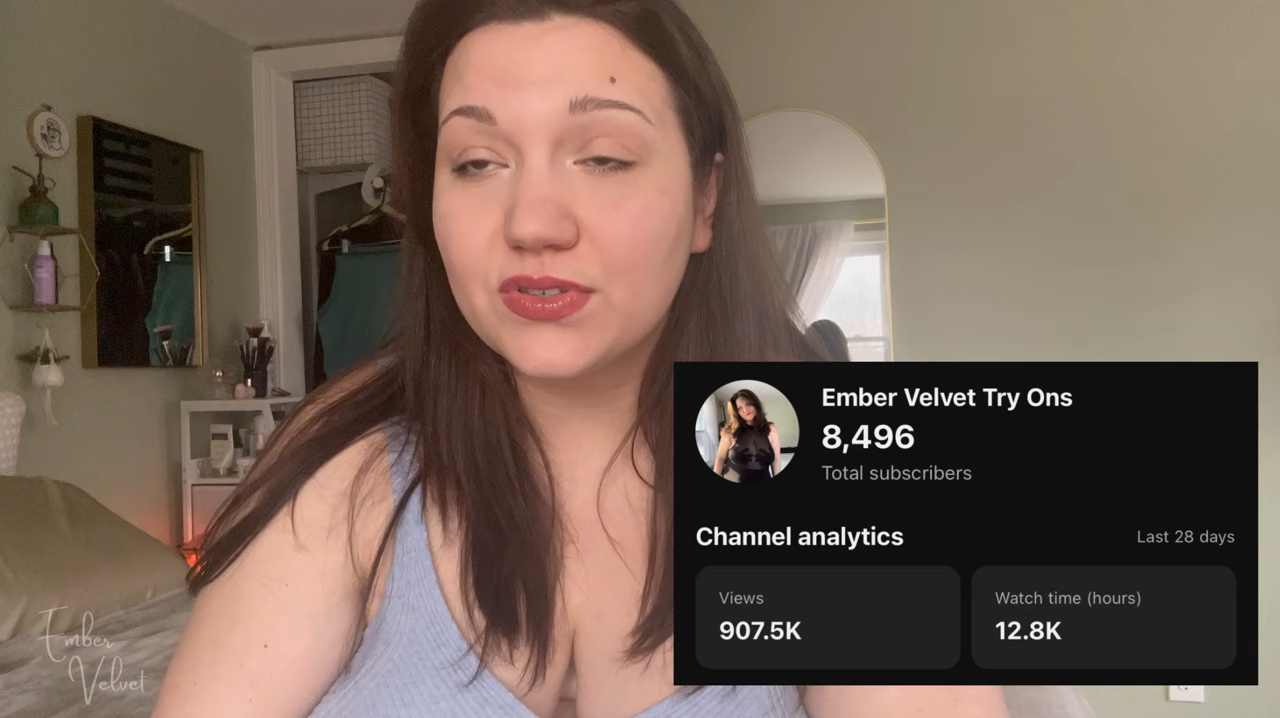 Ember Velvet Try Ons
8,496
Total subscribers
Channel analytics
Last 28 days
Views
Watch time (hours)
907.5K
12.8K
Ember
Velvet